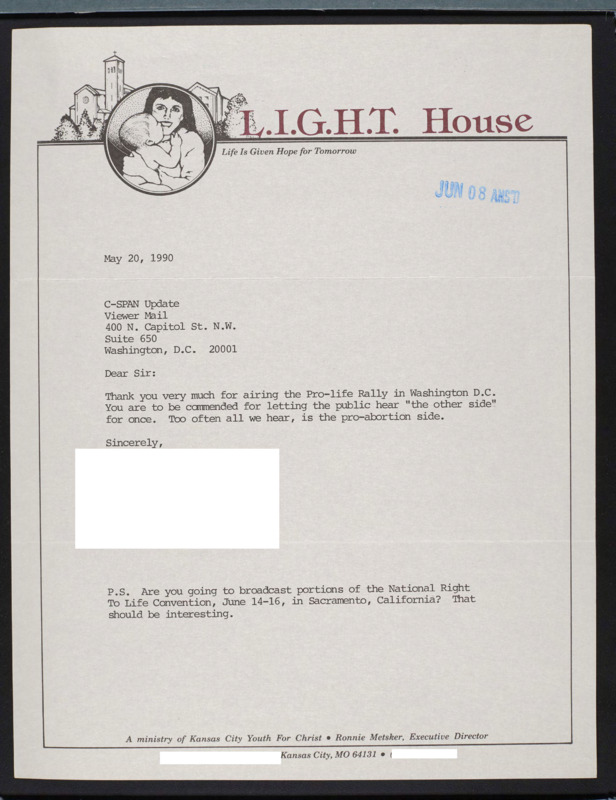 L.I.G.H.T. House
Life Is Given Hope for Tomorrow
JUN 08 ANS'D
May 20, 1990
C-SPAN Update
Viewer Mail
400 N. Capitol St. N.W.
Suite 650
Washington, D.C. 20001
Dear Sir:
Thank you very much for airing the Pro-life Rally in Washington D.C.
You are to be commended for letting the public hear "the other side"
for once. Too often all we hear, is the pro-abortion side.
Sincerely,
P.S. Are you going to broadcast portions of the National Right
To Life Convention, June 14-16, in Sacramento, California? That
should be interesting.
A ministry of Kansas City Youth For Christ • Ronnie Metsker, Executive Director
Kansas City, MO 64131 • (